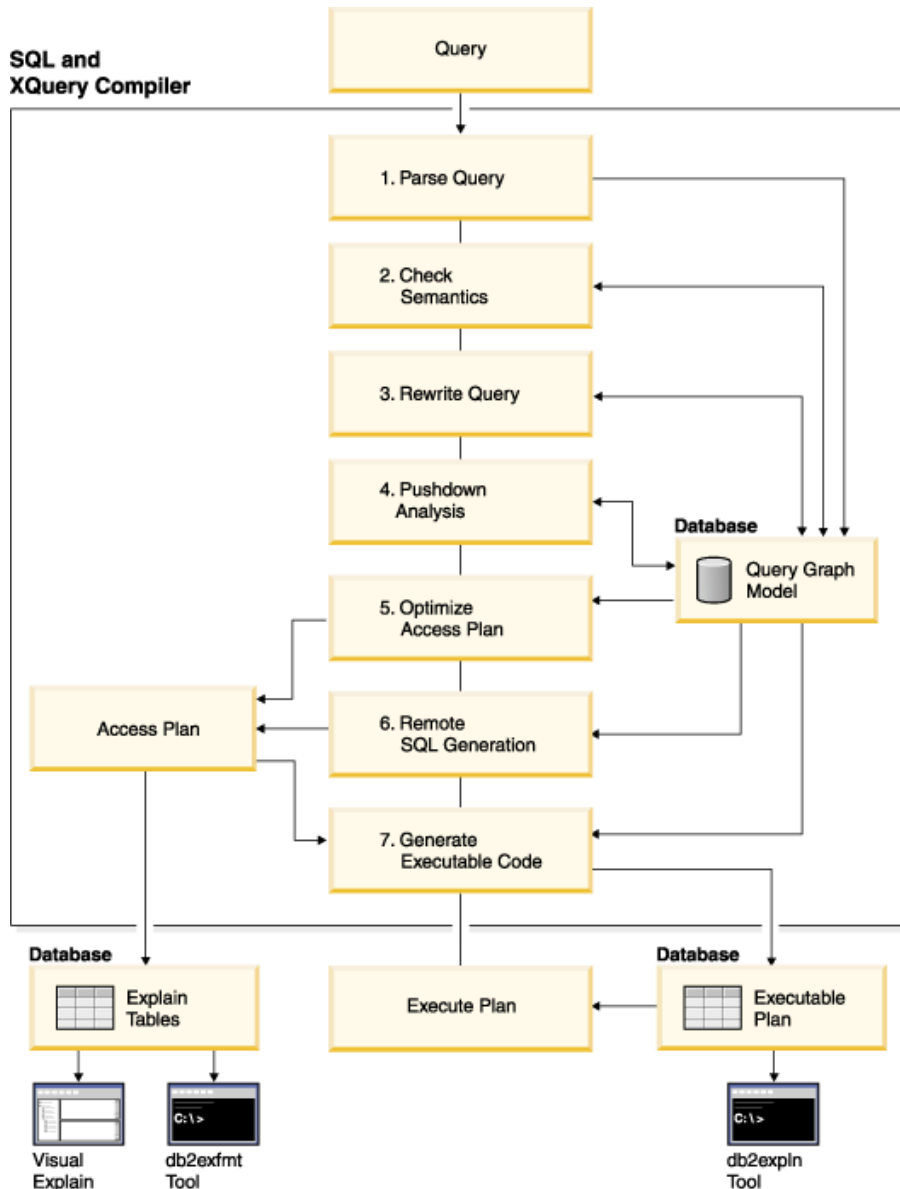 SQL and
XQuery Compiler
Query
1. Parse Query
2. Check
Semantics
3. Rewrite Query
4. Pushdown
Analysis
Database
Query Graph
Model
5. Optimize
Access Plan
Access Plan
6. Remote
SQL Generation
7. Generate
Executable Code
Database
Explain
Tables
Execute Plan
Database
Executable
Plan
C:\>
C:\>
Visual
Explain
db2exfmt
Tool
db2expln
Tool